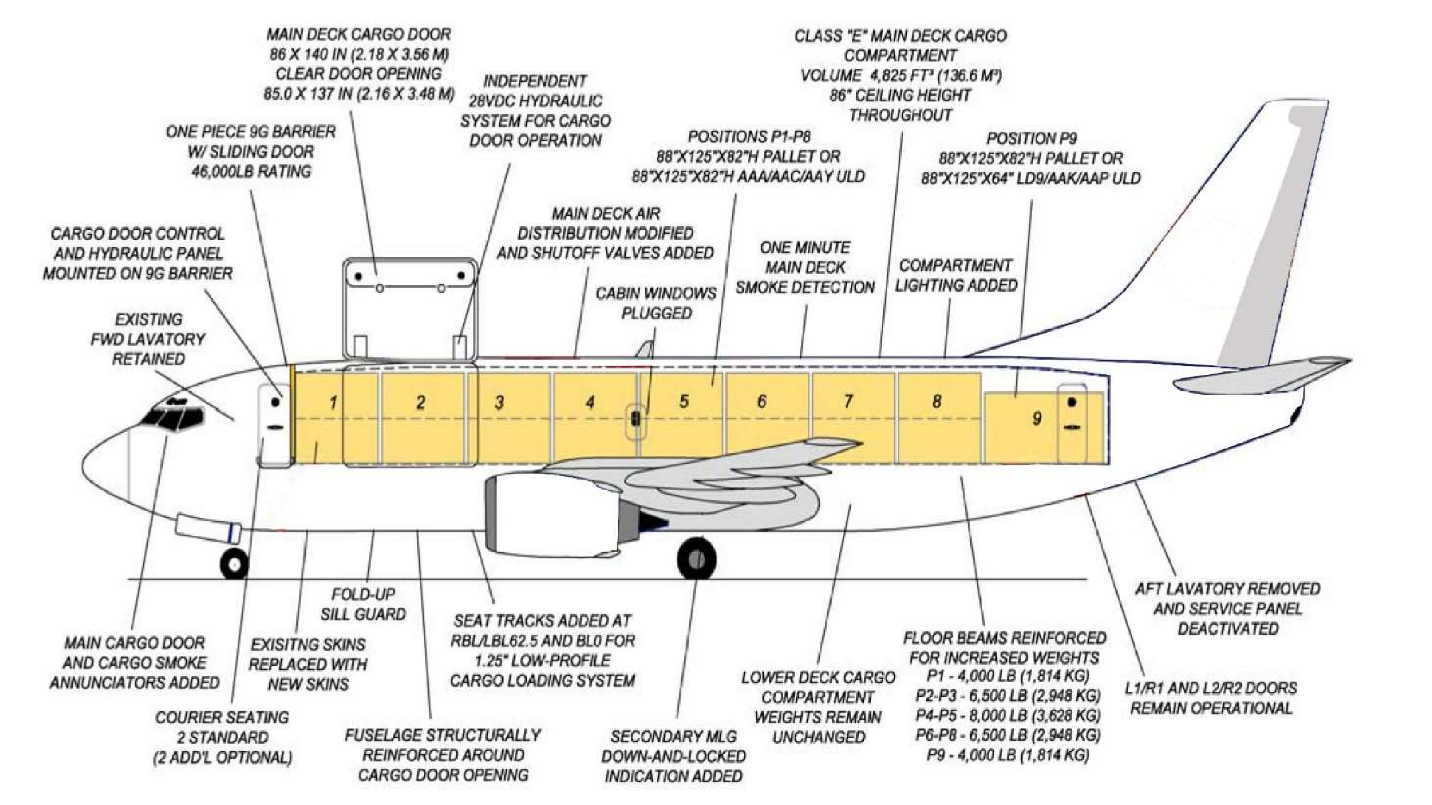 MAIN DECK CARGO DOOR
86 X 140 IN (2.18 X 3.56 M)
CLEAR DOOR OPENING
85.0 X 137 IN (2.16 X 3.48 M)
INDEPENDENT
28VDC HYDRAULIC
SYSTEM FOR CARGO
DOOR OPERATION
CLASS "E" MAIN DECK CARGO
COMPARTMENT
VOLUME 4,825 FT³ (136.6 M³)
86" CEILING HEIGHT
THROUGHOUT
ONE PIECE 9G BARRIER
W/ SLIDING DOOR
46,000LB RATING
POSITIONS P1-P8
88"X125"X82"H PALLET OR
88"X125"X82"H AAA/AAC/AAY ULD
POSITION P9
88"X125"X82"H PALLET OR
88"X125"X64" LD9/AAK/AAP ULD
CARGO DOOR CONTROL
AND HYDRAULIC PANEL
MOUNTED ON 9G BARRIER
MAIN DECK AIR
DISTRIBUTION MODIFIED
AND SHUTOFF VALVES ADDED
ONE MINUTE
MAIN DECK
SMOKE DETECTION
COMPARTMENT
LIGHTING ADDED
CABIN WINDOWS
PLUGGED
EXISTING
FWD LAVATORY
RETAINED
1
2
3
4
5
6
7
8
9
MAIN CARGO DOOR
AND CARGO SMOKE
ANNUNCIATORS ADDED
COURIER SEATING
2 STANDARD
(2 ADD'L OPTIONAL)
EXISITNG SKINS
REPLACED WITH
NEW SKINS
FOLD-UP
SILL GUARD
FUSELAGE STRUCTURALLY
REINFORCED AROUND
CARGO DOOR OPENING
SEAT TRACKS ADDED AT
RBL/LBL62.5 AND BL0 FOR
1.25" LOW-PROFILE
CARGO LOADING SYSTEM
SECONDARY MLG
DOWN-AND-LOCKED
INDICATION ADDED
LOWER DECK CARGO
COMPARTMENT
WEIGHTS REMAIN
UNCHANGED
FLOOR BEAMS REINFORCED
FOR INCREASED WEIGHTS
P1 - 4,000 LB (1,814 KG)
P2-P3 - 6,500 LB (2,948 KG)
P4-P5 - 8,000 LB (3,628 KG)
P6-P8 - 6,500 LB (2,948 KG)
P9 - 4,000 LB (1,814 KG)
L1/R1 AND L2/R2 DOORS
REMAIN OPERATIONAL
AFT LAVATORY REMOVED
AND SERVICE PANEL
DEACTIVATED